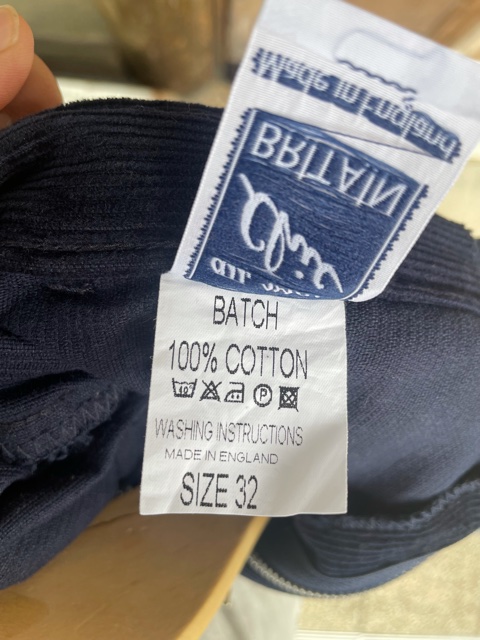 Made in England
BRITAIN
BATCH
100% COTTON
P
WASHING INSTRUCTIONS
MADE IN ENGLAND
SIZE 32